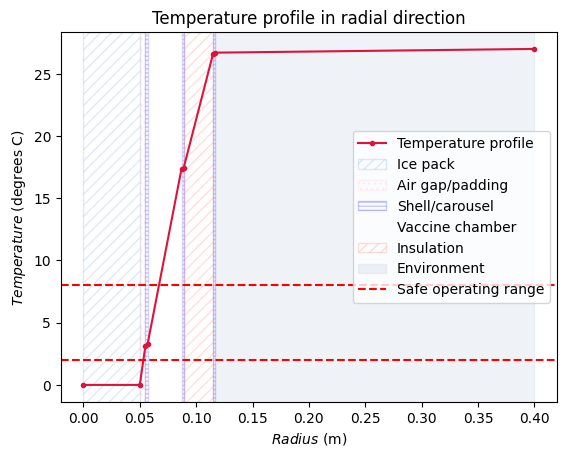 Temperature profile in radial direction
Temperature (degrees C)
25
20
15
10
5
0
Temperature profile
Ice pack
Air gap/padding
Shell/carousel
Vaccine chamber
Insulation
Environment
Safe operating range
0.00 0.05 0.10 0.15 0.20 0.25 0.30 0.35 0.40
Radius (m)